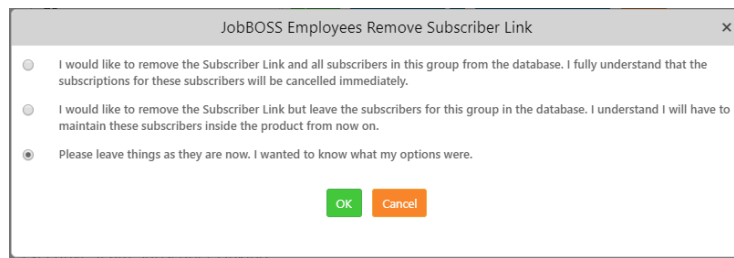 JobBOSS Employees Remove Subscriber Link ×
I would like to remove the Subscriber Link and all subscribers in this group from the database. I fully understand that the
subscriptions for these subscribers will be cancelled immediately.
I would like to remove the Subscriber Link but leave the subscribers for this group in the database. I understand I will have to
maintain these subscribers inside the product from now on.
Please leave things as they are now. I wanted to know what my options were.
OK Cancel